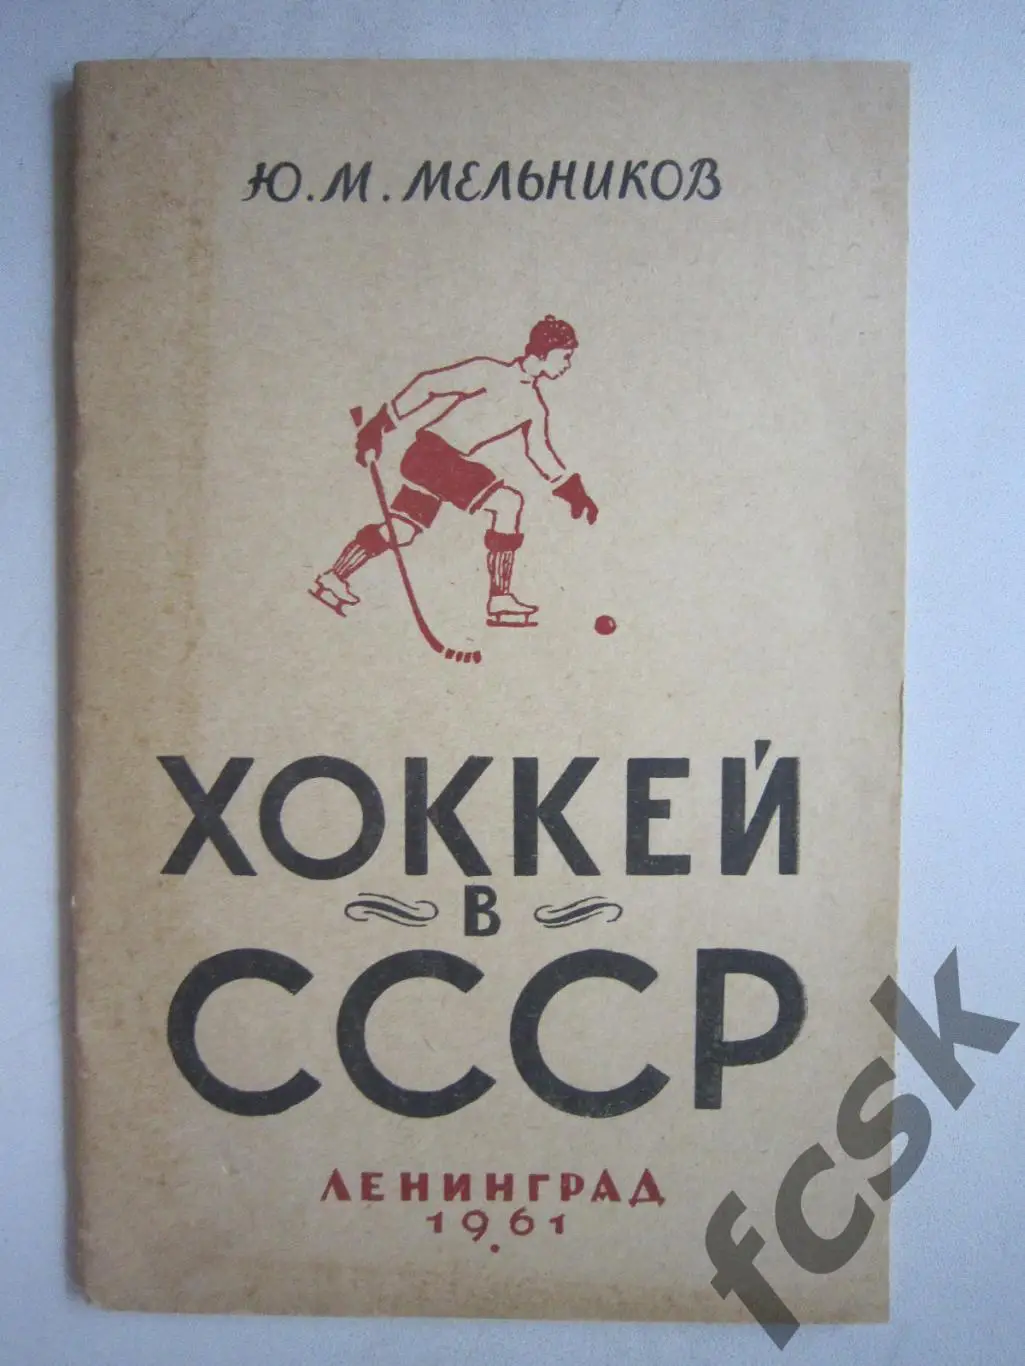 Ю.М.МЕЛЬНИКОВ
ХОККЕЙ
В
СССР
ЛЕНИНГРАД
1961
fcsk